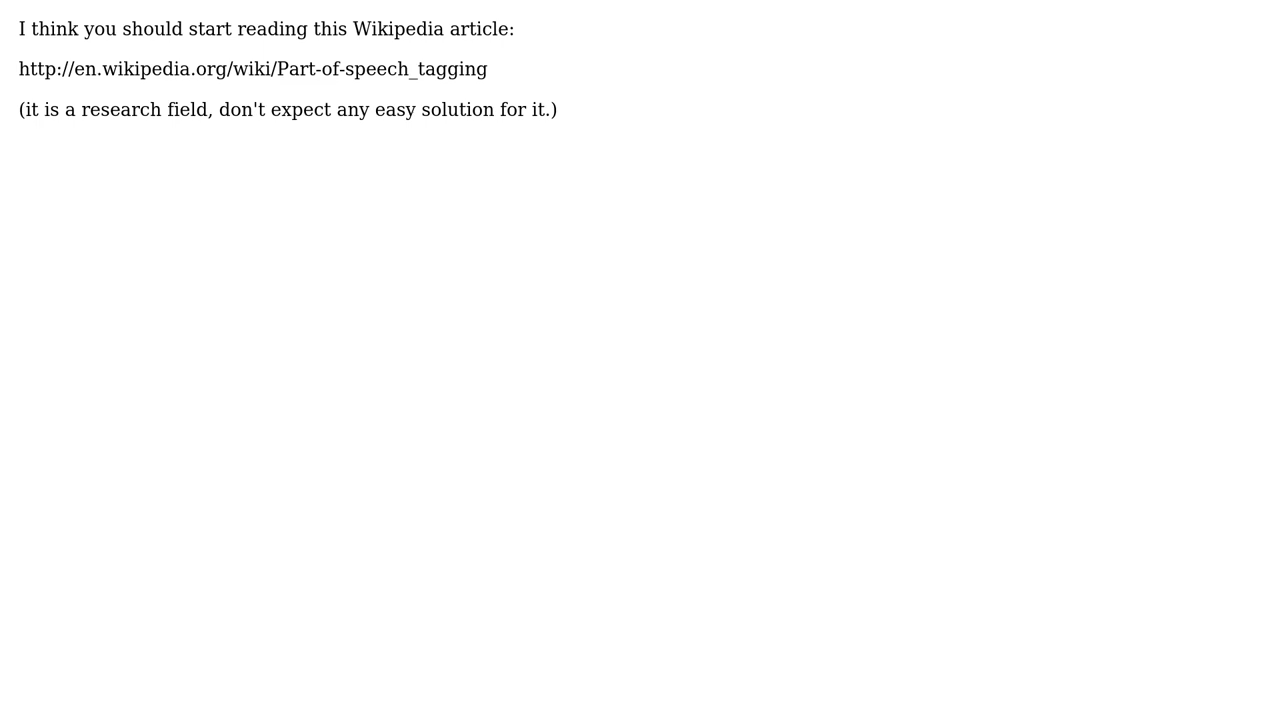 I think you should start reading this Wikipedia article:
http://en.wikipedia.org/wiki/Part-of-speech_tagging
(it is a research field, don't expect any easy solution for it.)